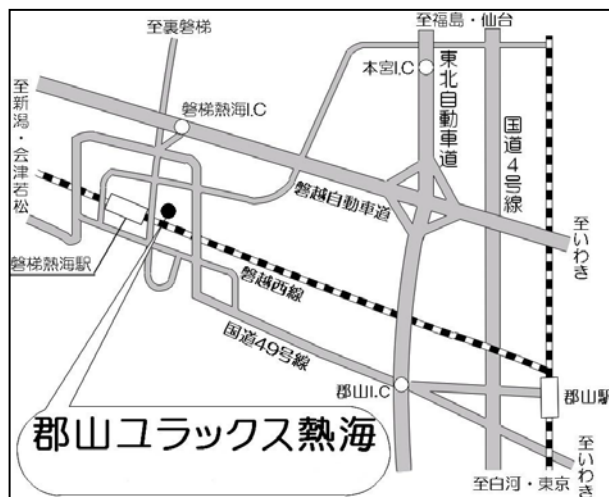 至福島・仙台
至裏磐梯
本宮I.C
東北自動車道
国道4号線
至新潟・会津若松
磐梯熱海I.C
磐越自動車道
至いわき
磐梯熱海駅
磐越西線
国道49号線
郡山I.C
郡山駅
郡山ユラックス熱海
至いわき
至白河・東京